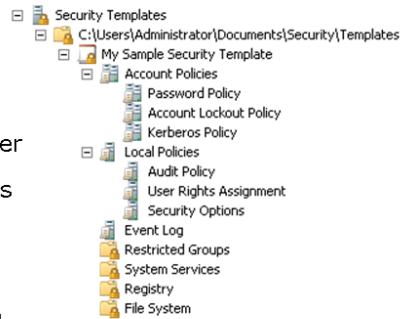 Security Templates
C:\Users\Administrator\Documents\Security\Templates
My Sample Security Template
Account Policies
Password Policy
Account Lockout Policy
Kerberos Policy
er
Local Policies
Audit Policy
s
User Rights Assignment
Security Options
Event Log
Restricted Groups
System Services
Registry
File System